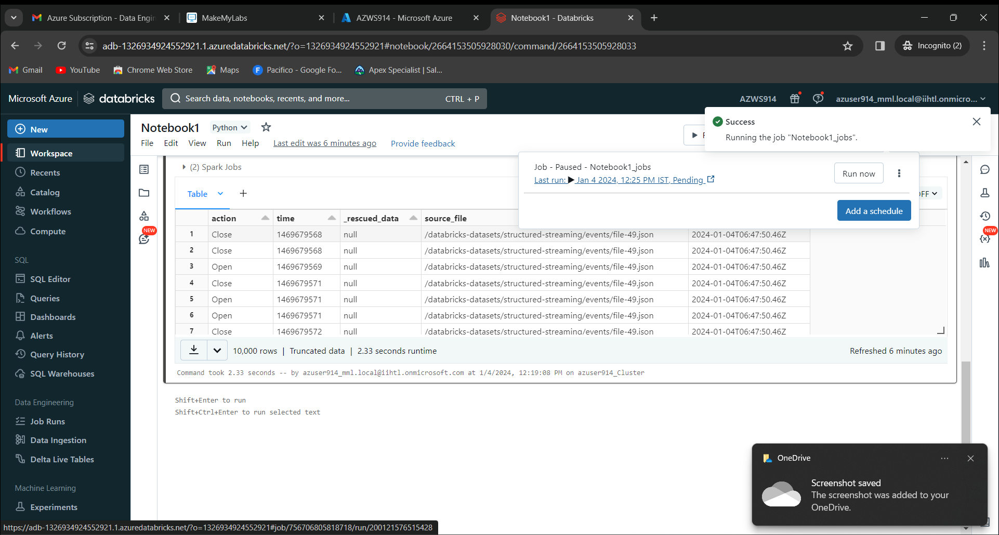 Azure Subscription - Data Engin
MakeMyLabs
AZWS914 - Microsoft Azure
Notebook1 - Databricks
adb-1326934924552921.1.azuredatabricks.net/?o=1326934924552921#notebook/2664153505928030/command/2664153505928033
Incognito (2)
Gmail
YouTube
Chrome Web Store
Maps
Pacifico - Google Fo...
Apex Specialist | Sal...
Microsoft Azure
databricks
Search data, notebooks, recents, and more...
CTRL + P
AZWS914
azuser914_mml.local@iihtl.onmicro...
New
Workspace
Recents
Catalog
Workflows
Compute
SQL
SQL Editor
Queries
Dashboards
Alerts
Query History
SQL Warehouses
Data Engineering
Job Runs
Data Ingestion
Delta Live Tables
Machine Learning
Experiments
Notebook1
Python
File Edit View Run Help
Last edit was 6 minutes ago
Provide feedback
Success
Running the job "Notebook1_jobs".
Job - Paused - Notebook1_jobs
Last run: Jan 4 2024, 12:25 PM IST, Pending
Run now
Add a schedule
NEW
NEW
(2) Spark Jobs
Table
action time _rescued_data source_file
1 Close 1469679568 null /databricks-datasets/structured-streaming/events/file-49.json 2024-01-04T06:47:50.46Z
2 Close 1469679568 null /databricks-datasets/structured-streaming/events/file-49.json 2024-01-04T06:47:50.46Z
3 Open 1469679569 null /databricks-datasets/structured-streaming/events/file-49.json 2024-01-04T06:47:50.46Z
4 Close 1469679571 null /databricks-datasets/structured-streaming/events/file-49.json 2024-01-04T06:47:50.46Z
5 Open 1469679571 null /databricks-datasets/structured-streaming/events/file-49.json 2024-01-04T06:47:50.46Z
6 Open 1469679571 null /databricks-datasets/structured-streaming/events/file-49.json 2024-01-04T06:47:50.46Z
7 Close 1469679572 null /databricks-datasets/structured-streaming/events/file-49.json 2024-01-04T06:47:50.46Z
10,000 rows | Truncated data | 2.33 seconds runtime
Refreshed 6 minutes ago
Command took 2.33 seconds -- by azuser914_mml.local@iihtl.onmicrosoft.com at 1/4/2024, 12:19:08 PM on azuser914_Cluster
Shift+Enter to run
Shift+Ctrl+Enter to run selected text
OneDrive
Screenshot saved
The screenshot was added to your
OneDrive.
https://adb-1326934924552921.1.azuredatabricks.net/?o=1326934924552921#job/756706805818718/run/200121576515428